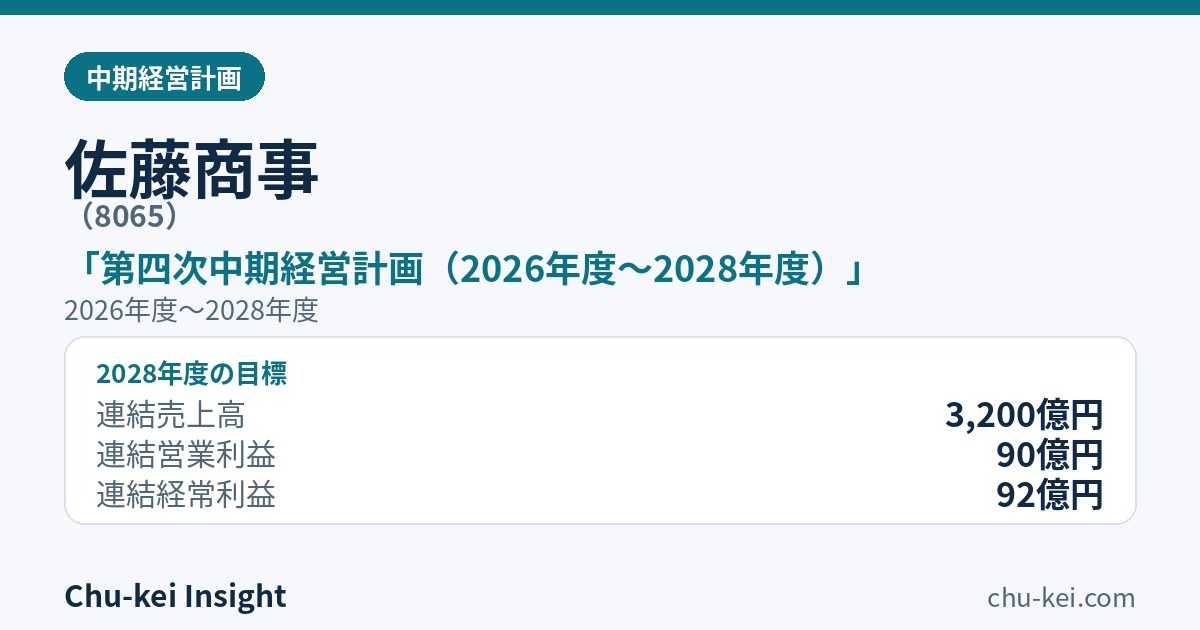 中期経営計画
佐藤商事
（8065）
「第四次中期経営計画（2026年度～2028年度）」
2026年度～2028年度
2028年度の目標
連結売上高 3,200億円
連結営業利益 90億円
連結経常利益 92億円
Chu-kei Insight chu-kei.com